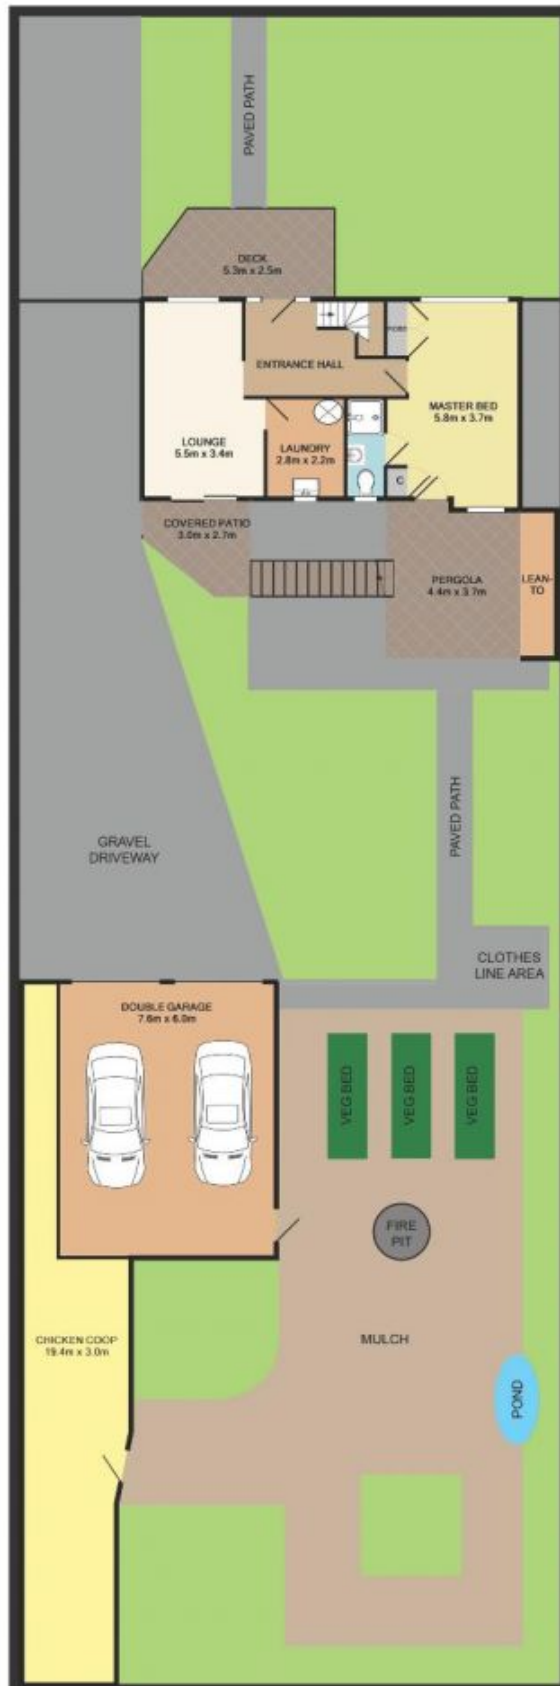 PAVED PATH
DECK
5.3m x 2.5m
ROBE
ENTRANCE HALL
MASTER BED
5.8m x 3.7m
LOUNGE
5.5m x 3.4m
LAUNDRY
2.8m x 2.2m
C
COVERED PATIO
3.0m x 2.7m
PERGOLA
4.4m x 3.7m
LEAN-
TO
PAVED PATH
GRAVEL
DRIVEWAY
CLOTHES
LINE AREA
DOUBLE GARAGE
7.6m x 6.0m
VEG BED
VEG BED
VEG BED
FIRE
PIT
CHICKEN COOP
19.4m x 3.0m
MULCH
POND